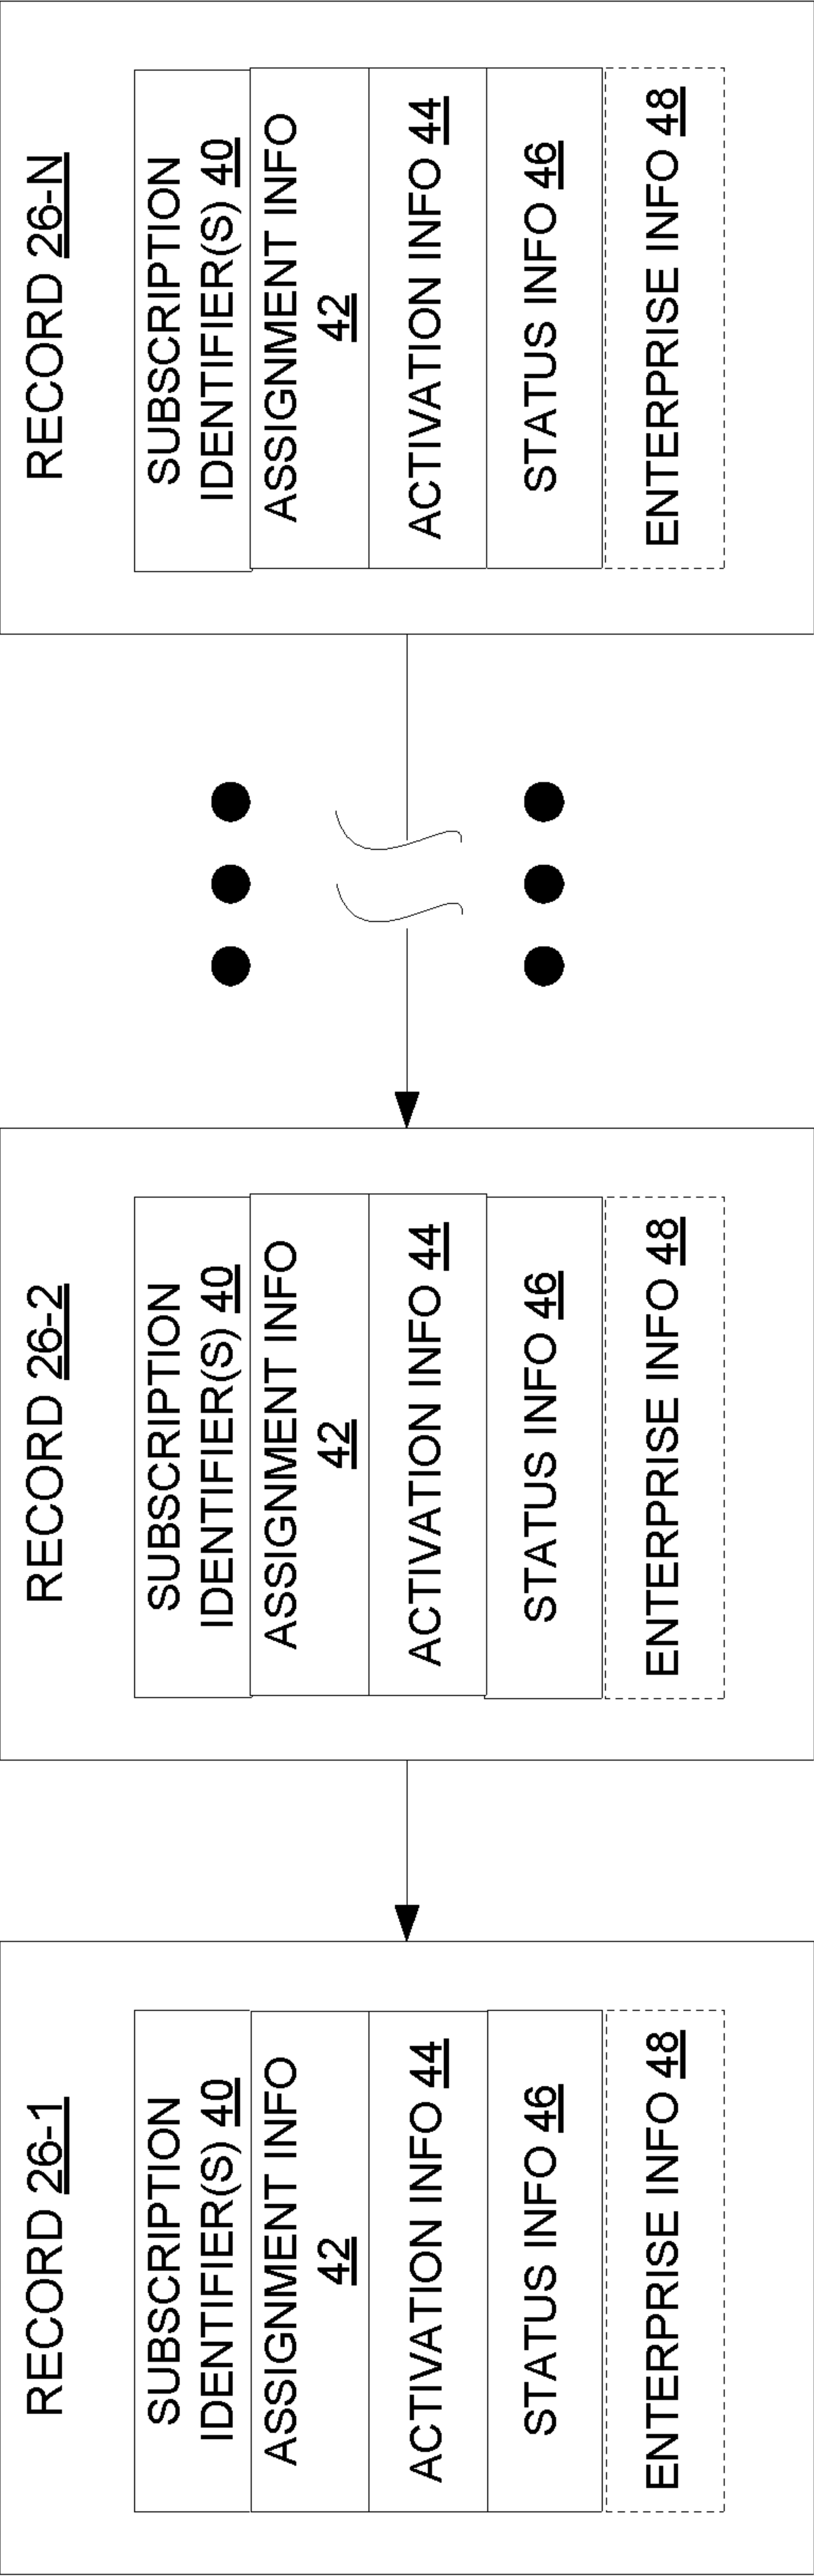 RECORD 26-1
SUBSCRIPTION
IDENTIFIER(S) 40
ASSIGNMENT INFO
42
ACTIVATION INFO 44
STATUS INFO 46
ENTERPRISE INFO 48
RECORD 26-2
SUBSCRIPTION
IDENTIFIER(S) 40
ASSIGNMENT INFO
42
ACTIVATION INFO 44
STATUS INFO 46
ENTERPRISE INFO 48
RECORD 26-N
SUBSCRIPTION
IDENTIFIER(S) 40
ASSIGNMENT INFO
42
ACTIVATION INFO 44
STATUS INFO 46
ENTERPRISE INFO 48